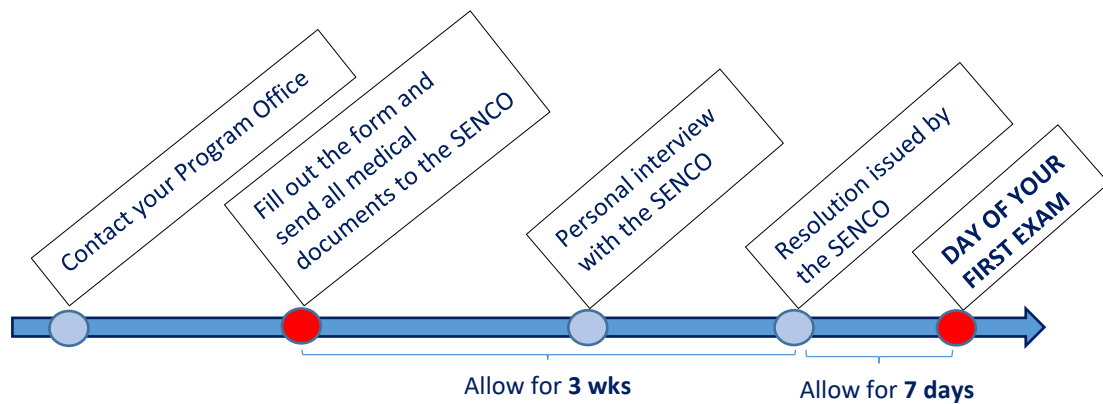 Contact your Program Office
Fill out the form and
send all medical
documents to the SENCO
Personal interview
with the SENCO
Resolution issued by
the SENCO
DAY OF YOUR
FIRST EXAM
Allow for 3 wks
Allow for 7 days